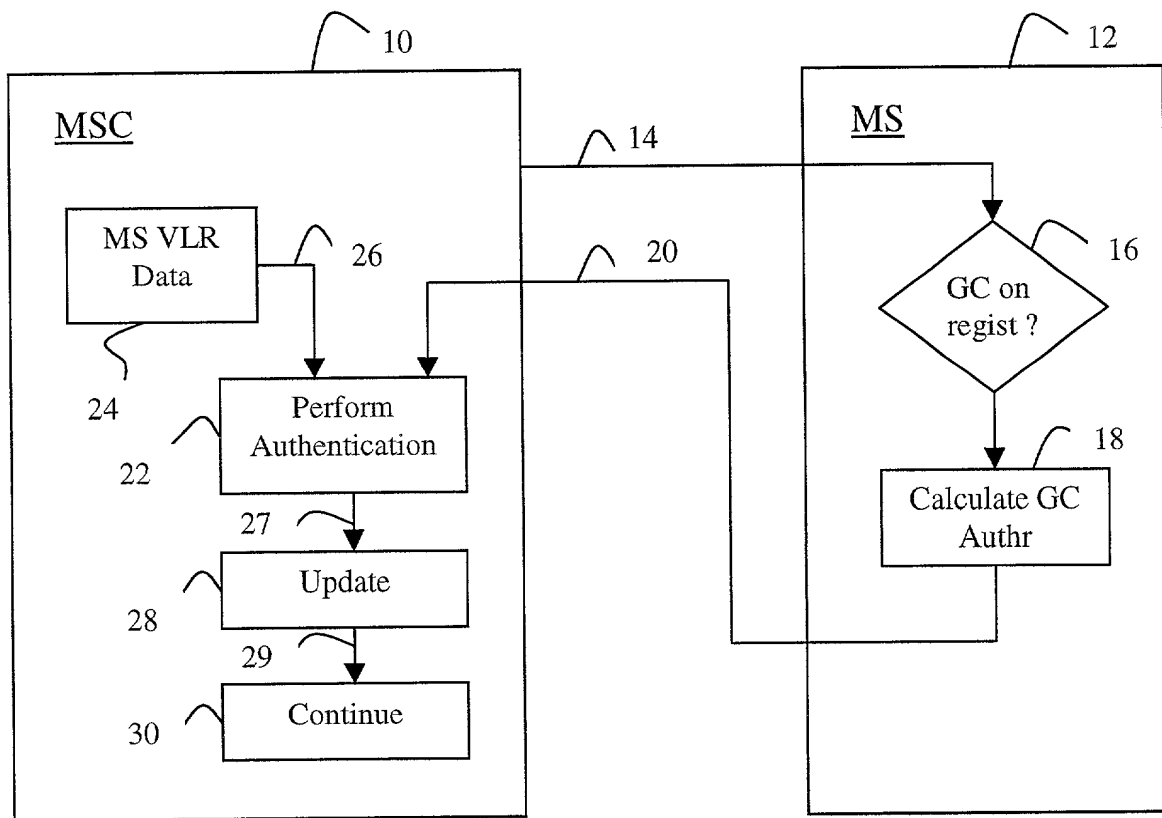 10
12
MSC
MS
14
MS VLR
Data
26
20
16
GC on
regist ?
24
Perform
Authentication
22
18
Calculate GC
Authr
27
Update
28
29
Continue
30